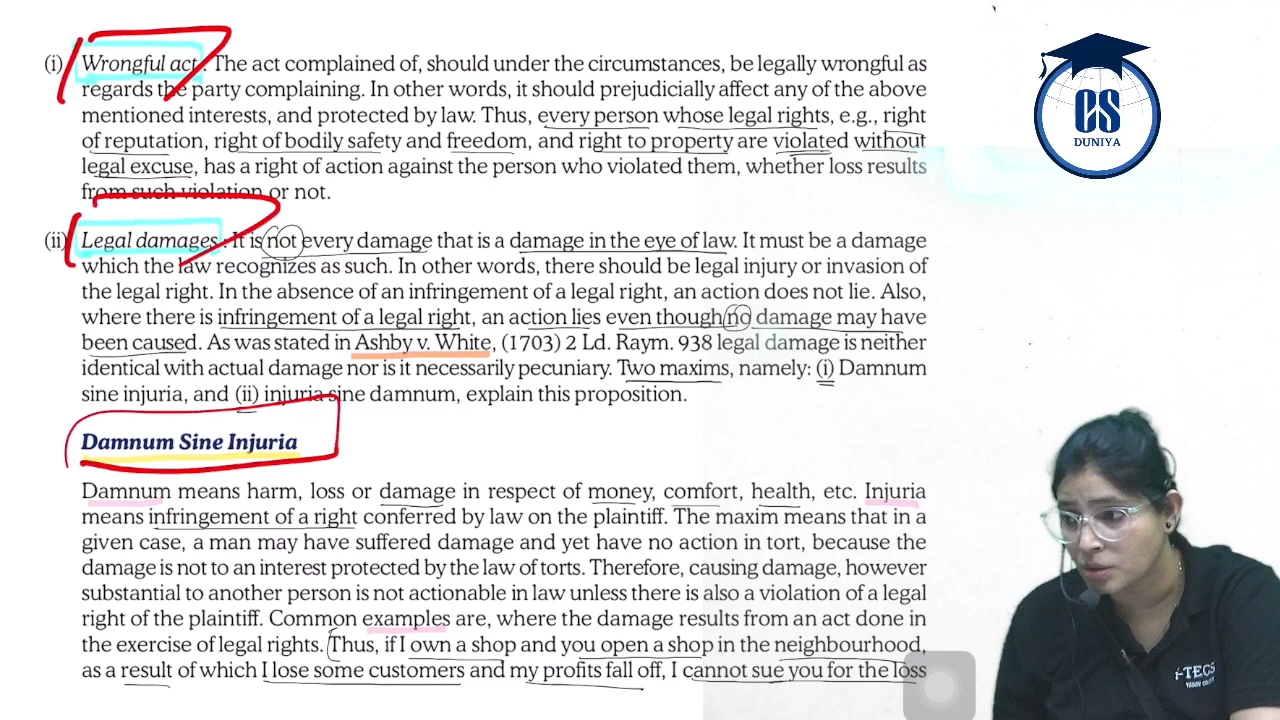 (i) Wrongful act : The act complained of, should under the circumstances, be legally wrongful as
regards the party complaining. In other words, it should prejudicially affect any of the above
mentioned interests, and protected by law. Thus, every person whose legal rights, e.g., right
of reputation, right of bodily safety and freedom, and right to property are violated without
legal excuse, has a right of action against the person who violated them, whether loss results
from such violation or not.
(ii) Legal damages : It is not every damage that is a damage in the eye of law. It must be a damage
which the law recognizes as such. In other words, there should be legal injury or invasion of
the legal right. In the absence of an infringement of a legal right, an action does not lie. Also,
where there is infringement of a legal right, an action lies even though no damage may have
been caused. As was stated in Ashby v. White, (1703) 2 Ld. Raym. 938 legal damage is neither
identical with actual damage nor is it necessarily pecuniary. Two maxims, namely: (i) Damnum
sine injuria, and (ii) injuria sine damnum, explain this proposition.
Damnum Sine Injuria
Damnum means harm, loss or damage in respect of money, comfort, health, etc. Injuria
means infringement of a right conferred by law on the plaintiff. The maxim means that in a
given case, a man may have suffered damage and yet have no action in tort, because the
damage is not to an interest protected by the law of torts. Therefore, causing damage, however
substantial to another person is not actionable in law unless there is also a violation of a legal
right of the plaintiff. Common examples are, where the damage results from an act done in
the exercise of legal rights. Thus, if I own a shop and you open a shop in the neighbourhood,
as a result of which I lose some customers and my profits fall off, I cannot sue you for the loss
CS
DUNIYA
i-TECS